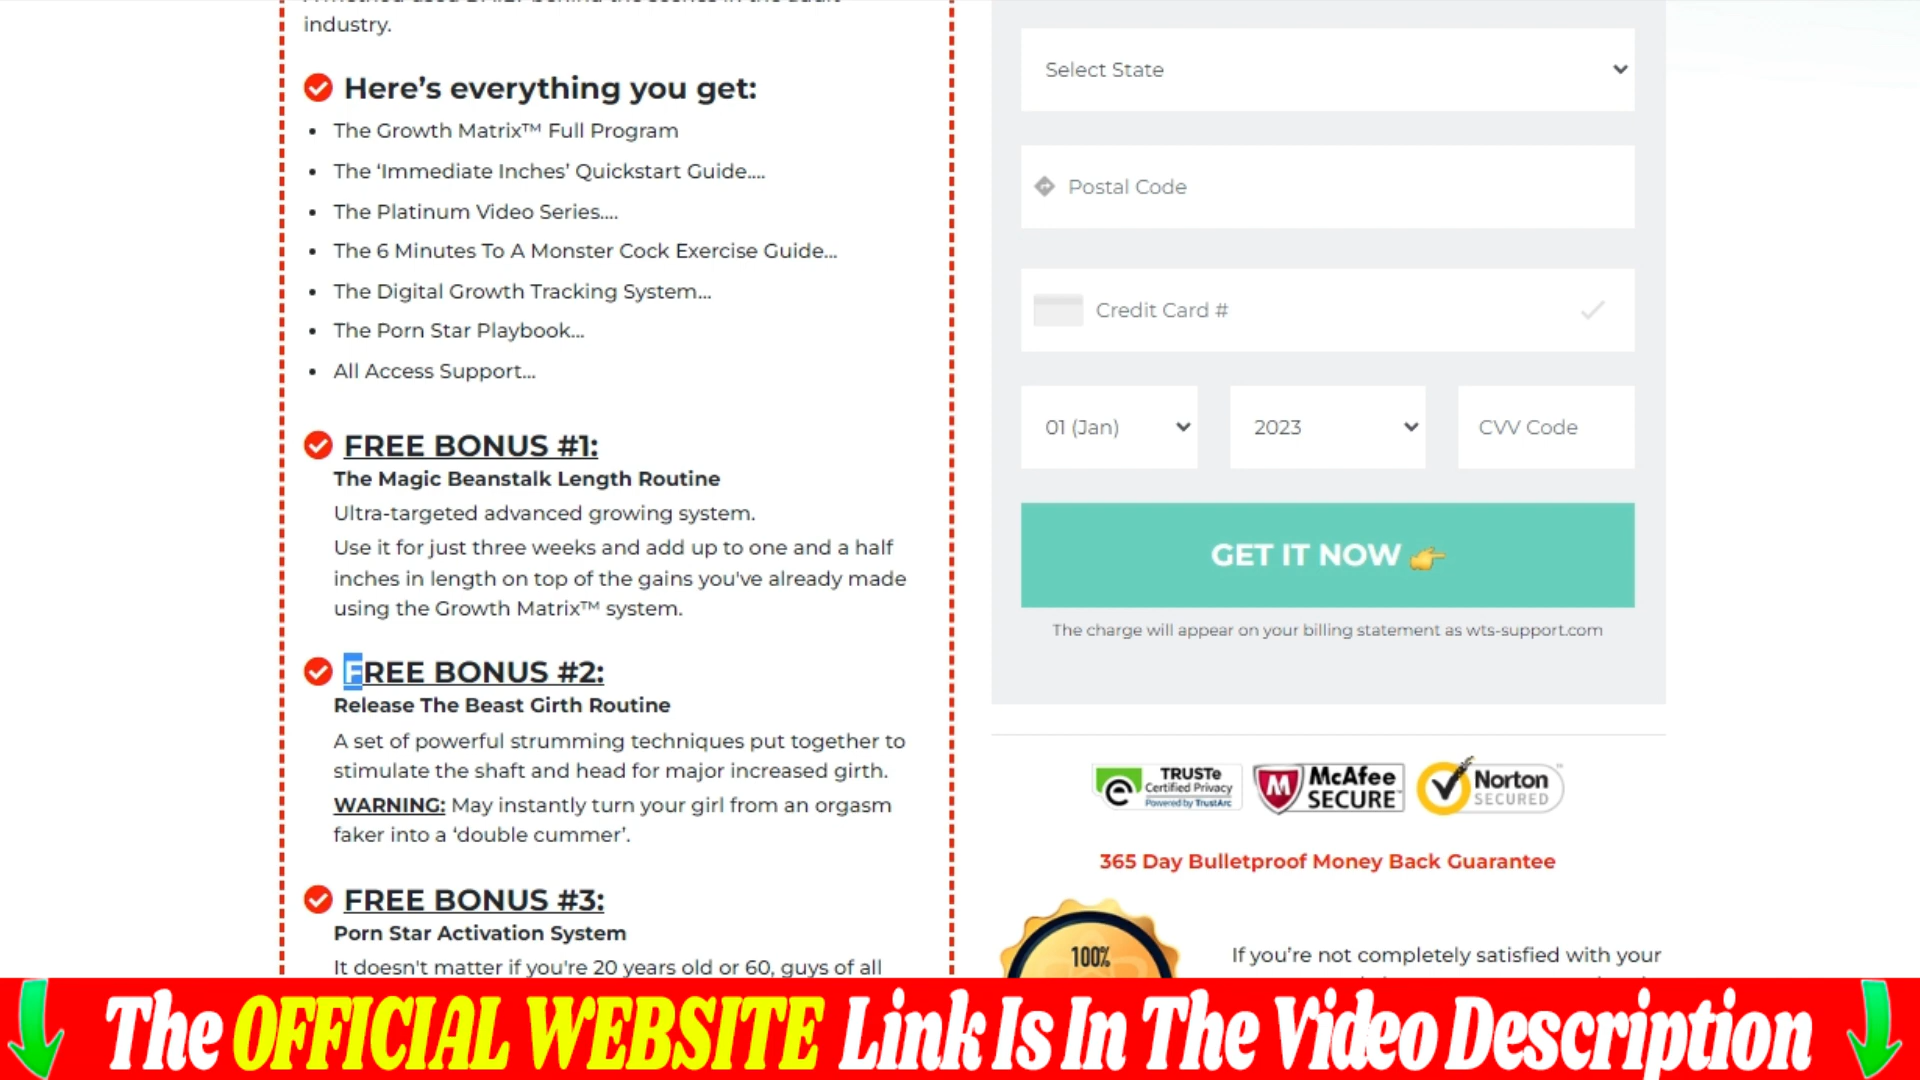 industry.
Here's everything you get:
• The Growth Matrix™ Full Program
• The ‘Immediate Inches’ Quickstart Guide....
• The Platinum Video Series....
• The 6 Minutes To A Monster Cock Exercise Guide...
• The Digital Growth Tracking System...
• The Porn Star Playbook...
• All Access Support...
FREE BONUS #1:
The Magic Beanstalk Length Routine
Ultra-targeted advanced growing system.
Use it for just three weeks and add up to one and a half
inches in length on top of the gains you've already made
using the Growth Matrix™ system.
FREE BONUS #2:
Release The Beast Girth Routine
A set of powerful strumming techniques put together to
stimulate the shaft and head for major increased girth.
WARNING: May instantly turn your girl from an orgasm
faker into a ‘double cummer’.
FREE BONUS #3:
Porn Star Activation System
It doesn't matter if you're 20 years old or 60, guys of all
Select State
Postal Code
Credit Card #
01 (Jan)
2023
CVV Code
GET IT NOW
The charge will appear on your billing statement as wts-support.com
TRUSTe
Certified Privacy
Powered by TrustArc
McAfee
SECURE™
Norton
SECURED
365 Day Bulletproof Money Back Guarantee
100%
If you’re not completely satisfied with your
The OFFICIAL WEBSITE Link Is In The Video Description